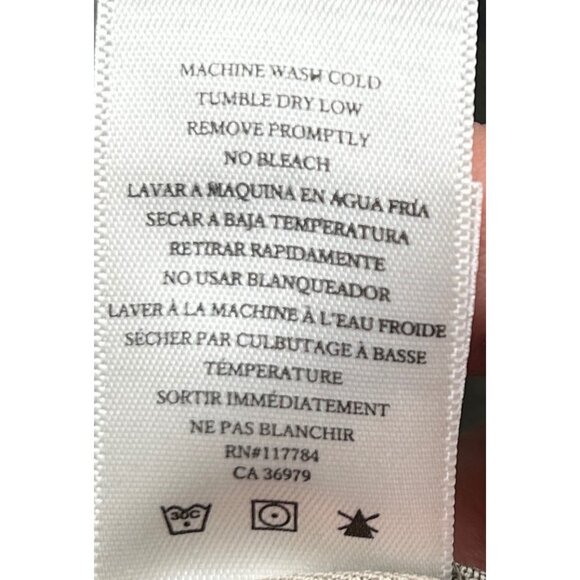 MACHINE WASH COLD
TUMBLE DRY LOW
REMOVE PROMPTLY
NO BLEACH
LAVAR A MAQUINA EN AGUA FRÍA
SECAR A BAJA TEMPERATURA
RETIRAR RAPIDAMENTE
NO USAR BLANQUEADOR
LAVER À LA MACHINE À L'EAU FROIDE
SÉCHER PAR CULBUTAGE À BASSE
TÉMPÉRATURE
SORTIR IMMÉDIATEMENT
NE PAS BLANCHIR
RN#117784
CA 36979
30C